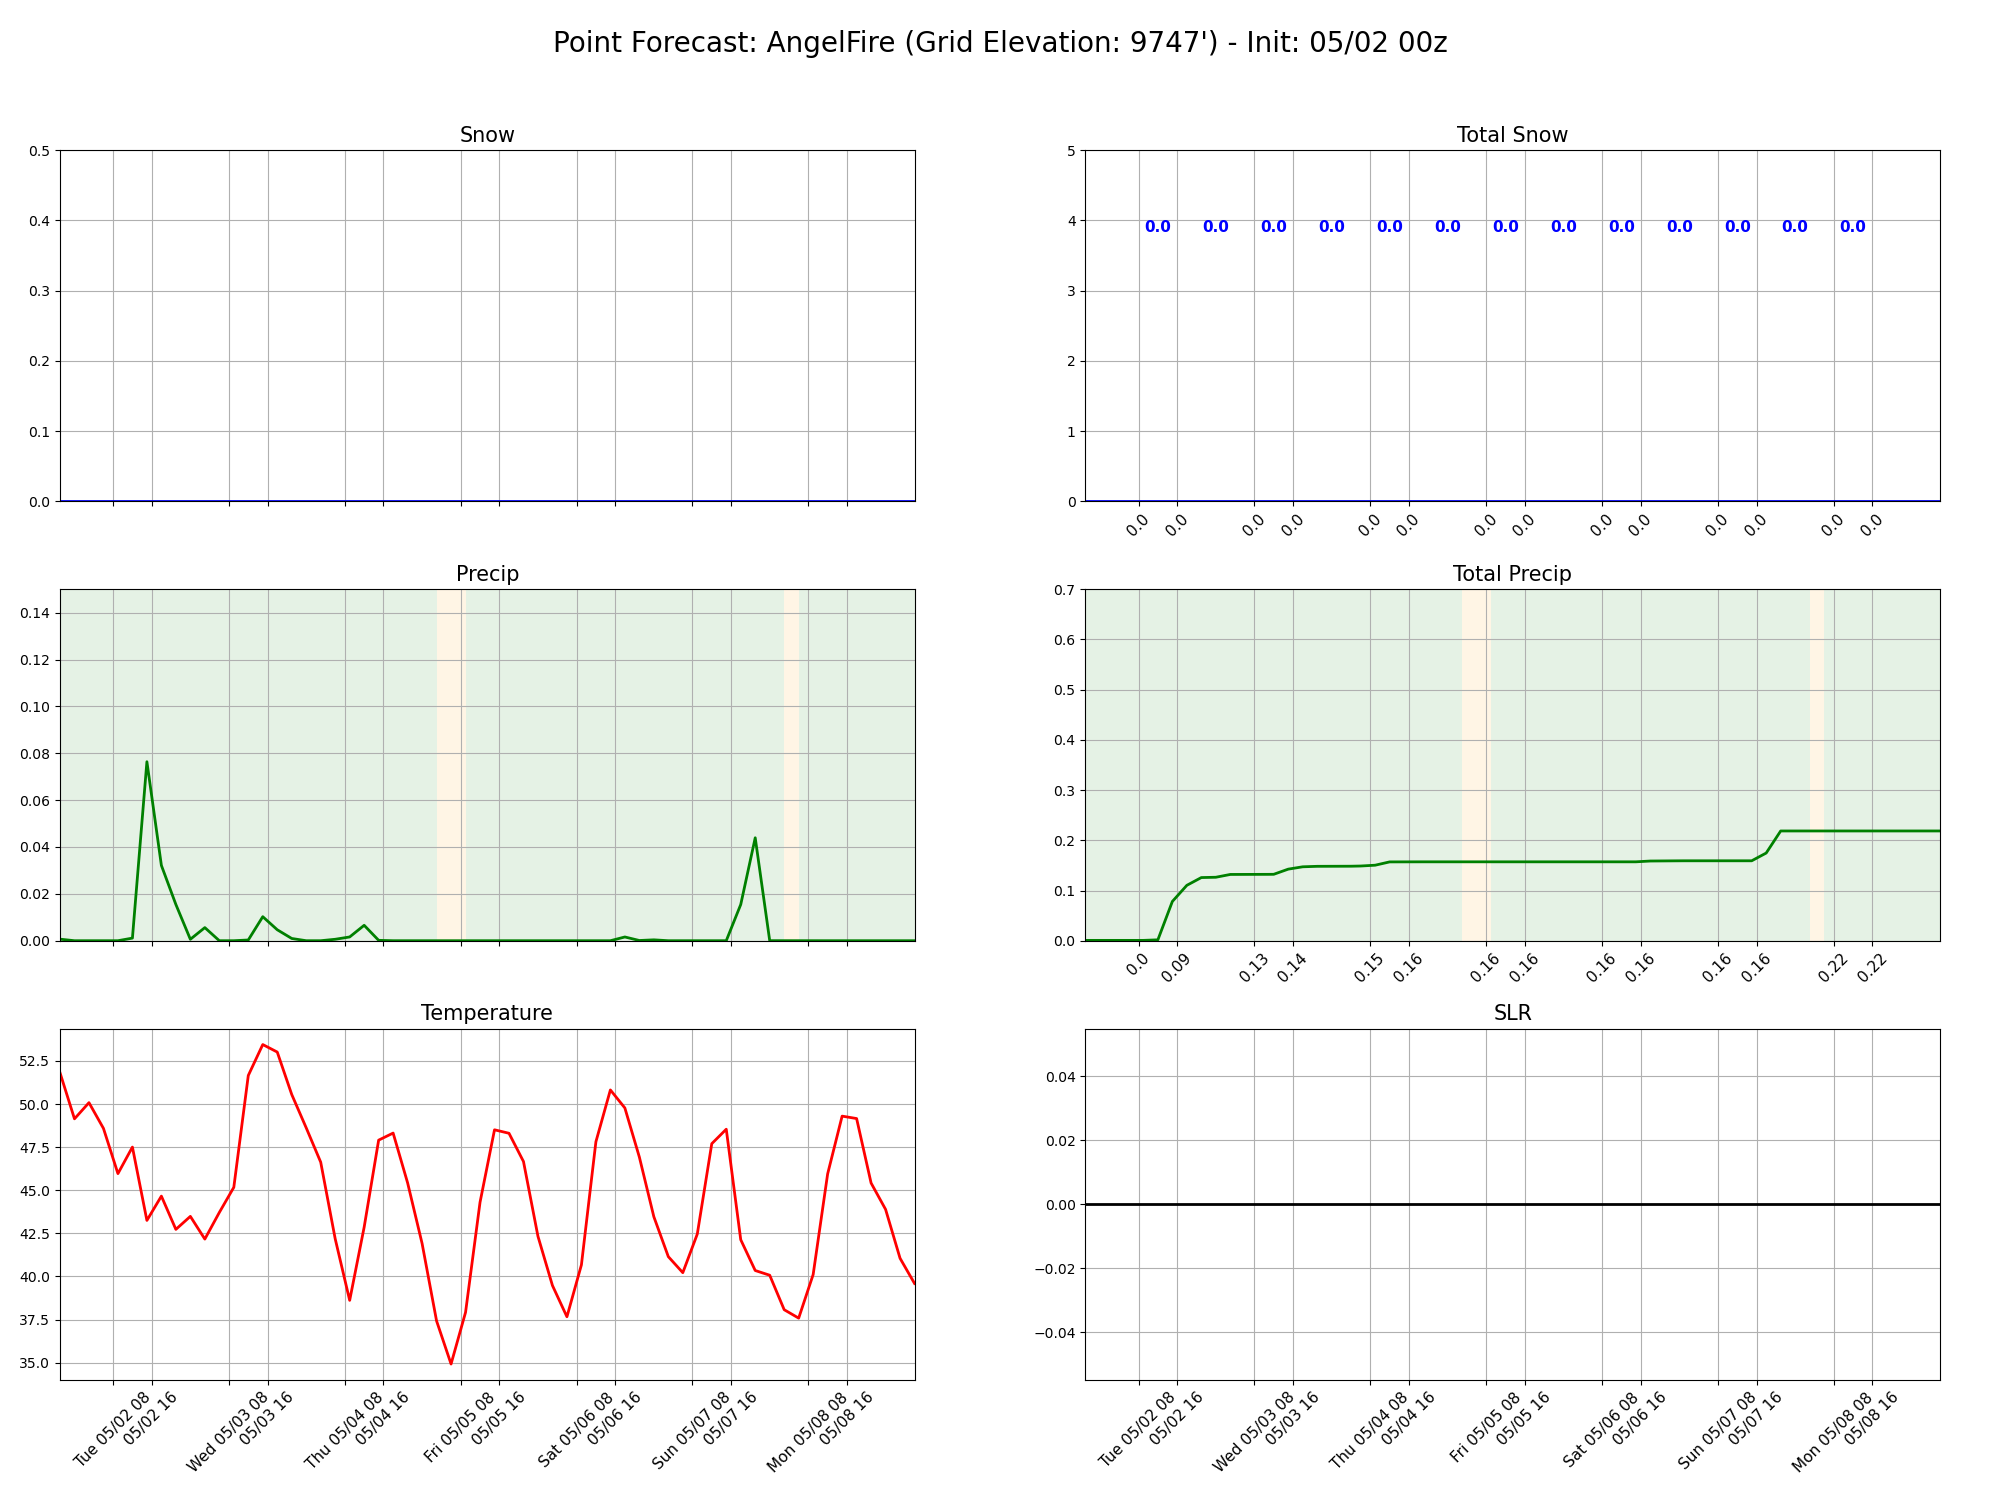 Point Forecast: AngelFire (Grid Elevation: 9747') - Init: 05/02 00z
Snow
0.5
0.4
0.3
0.2
0.1
0.0
Total Snow
5
4
3
2
1
0
0.0 0.0 0.0 0.0 0.0 0.0 0.0 0.0 0.0 0.0 0.0 0.0 0.0
0.0 0.0 0.0 0.0 0.0 0.0 0.0 0.0 0.0 0.0 0.0 0.0 0.0 0.0
Precip
0.14
0.12
0.10
0.08
0.06
0.04
0.02
0.00
Total Precip
0.7
0.6
0.5
0.4
0.3
0.2
0.1
0.0
0.0 0.09 0.13 0.14 0.15 0.16 0.16 0.16 0.16 0.16 0.16 0.16 0.22 0.22
Temperature
52.5
50.0
47.5
45.0
42.5
40.0
37.5
35.0
Tue 05/02 08
05/02 16
Wed 05/03 08
05/03 16
Thu 05/04 08
05/04 16
Fri 05/05 08
05/05 16
Sat 05/06 08
05/06 16
Sun 05/07 08
05/07 16
Mon 05/08 08
05/08 16
SLR
0.04
0.02
0.00
−0.02
−0.04
Tue 05/02 08
05/02 16
Wed 05/03 08
05/03 16
Thu 05/04 08
05/04 16
Fri 05/05 08
05/05 16
Sat 05/06 08
05/06 16
Sun 05/07 08
05/07 16
Mon 05/08 08
05/08 16